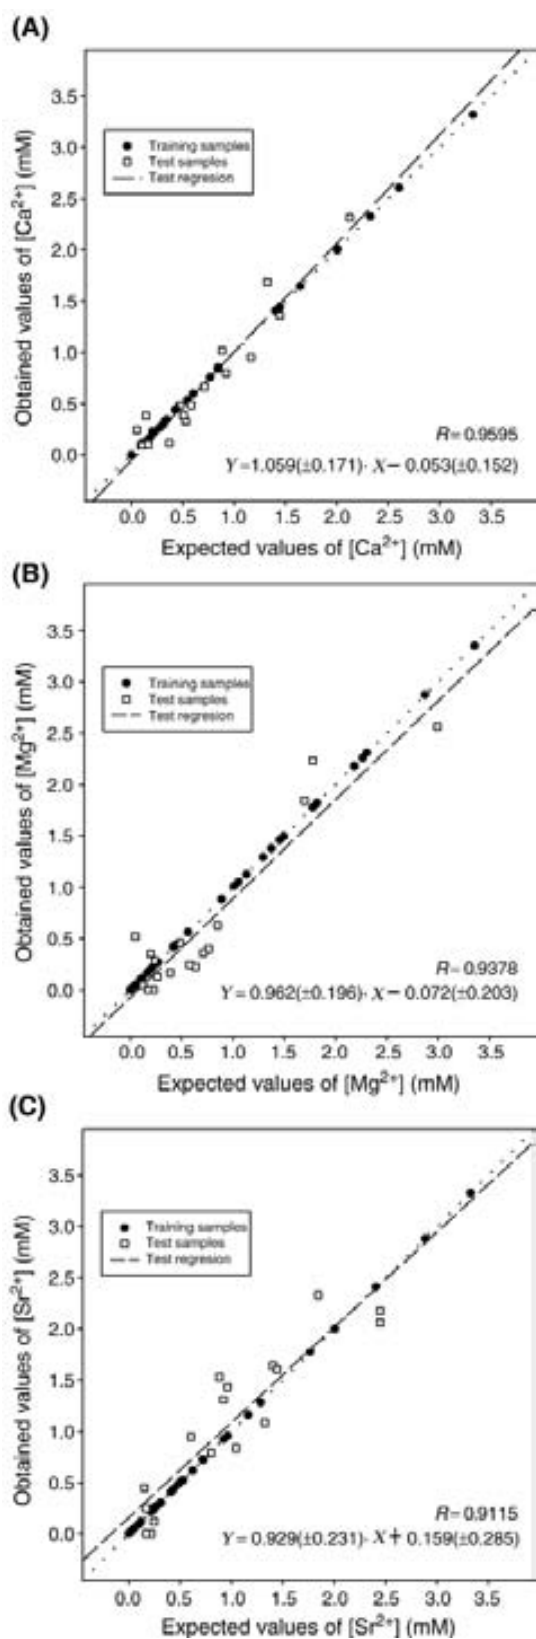 (A)
3.5
3.0
2.5
2.0
1.5
1.0
0.5
0.0
Obtained values of [Ca²⁺] (mM)
Training samples
Test samples
Test regresion
R=0.9595
Y=1.059(±0.171)· X− 0.053(±0.152)
0.0 0.5 1.0 1.5 2.0 2.5 3.0 3.5
Expected values of [Ca²⁺] (mM)
(B)
3.5
3.0
2.5
2.0
1.5
1.0
0.5
0.0
Obtained values of [Mg²⁺] (mM)
Training samples
Test samples
Test regresion
R=0.9378
Y=0.962(±0.196)· X− 0.072(±0.203)
0.0 0.5 1.0 1.5 2.0 2.5 3.0 3.5
Expected values of [Mg²⁺] (mM)
(C)
3.5
3.0
2.5
2.0
1.5
1.0
0.5
0.0
Obtained values of [Sr²⁺] (mM)
Training samples
Test samples
Test regresion
R=0.9115
Y=0.929(±0.231)· X+ 0.159(±0.285)
0.0 0.5 1.0 1.5 2.0 2.5 3.0 3.5
Expected values of [Sr²⁺] (mM)